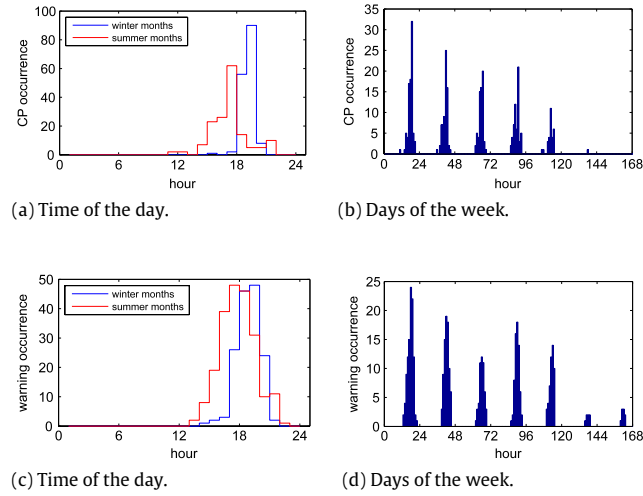 100
80
60
40
20
0
CP occurrence
winter months
summer months
0 6 12 18 24
hour
(a) Time of the day.
35
30
25
20
15
10
5
0
CP occurrence
0 24 48 72 96 120 144 168
hour
(b) Days of the week.
50
40
30
20
10
0
warning occurrence
winter months
summer months
0 6 12 18 24
hour
(c) Time of the day.
25
20
15
10
5
0
warning occurrence
0 24 48 72 96 120 144 168
hour
(d) Days of the week.